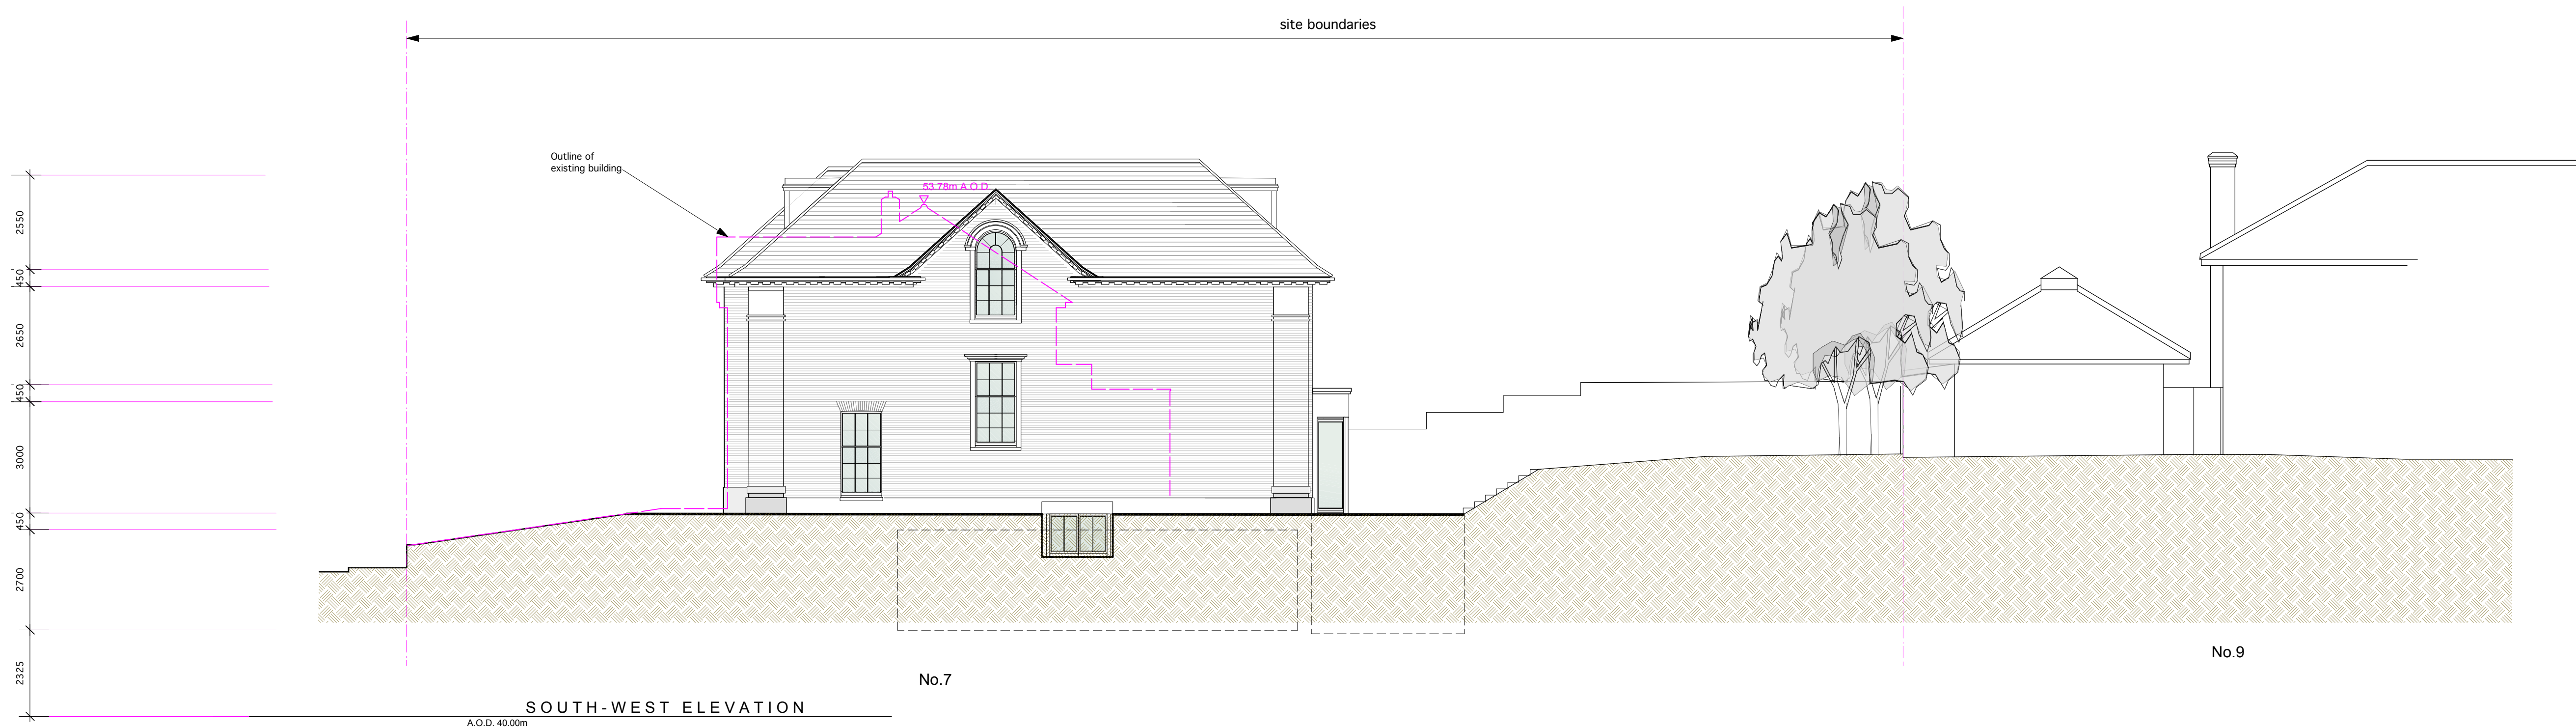 site boundaries
Outline of
existing building
53.78m A.O.D.
2550
450
2650
450
3000
450
2700
2325
No.9
No.7
SOUTH-WEST ELEVATION
A.O.D. 40.00m